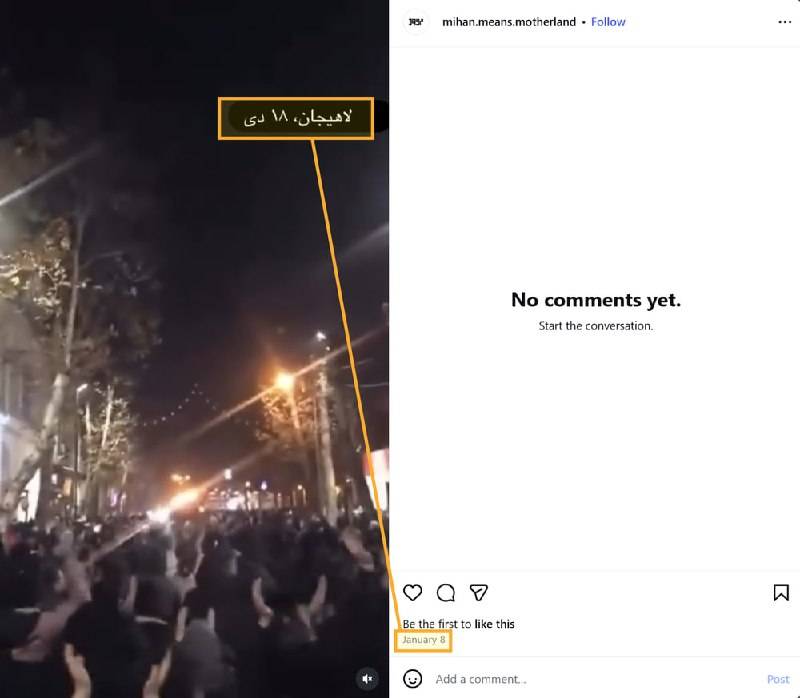 لاهیجان، ۱۸ دی
mihan.means.motherland • Follow
No comments yet.
Start the conversation.
Be the first to like this
January 8
Add a comment...
Post